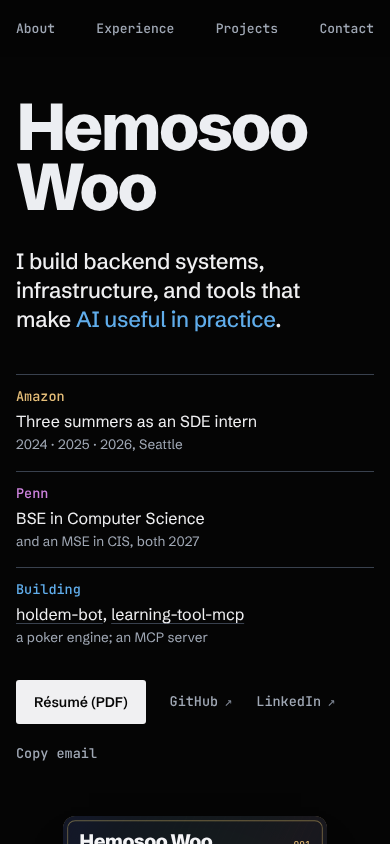 About Experience Projects Contact
Hemosoo
Woo
I build backend systems,
infrastructure, and tools that
make AI useful in practice.
Amazon
Three summers as an SDE intern
2024 · 2025 · 2026, Seattle
Penn
BSE in Computer Science
and an MSE in CIS, both 2027
Building
holdem-bot, learning-tool-mcp
a poker engine; an MCP server
Résumé (PDF) GitHub ↗ LinkedIn ↗
Copy email
Hemosoo Woo 001